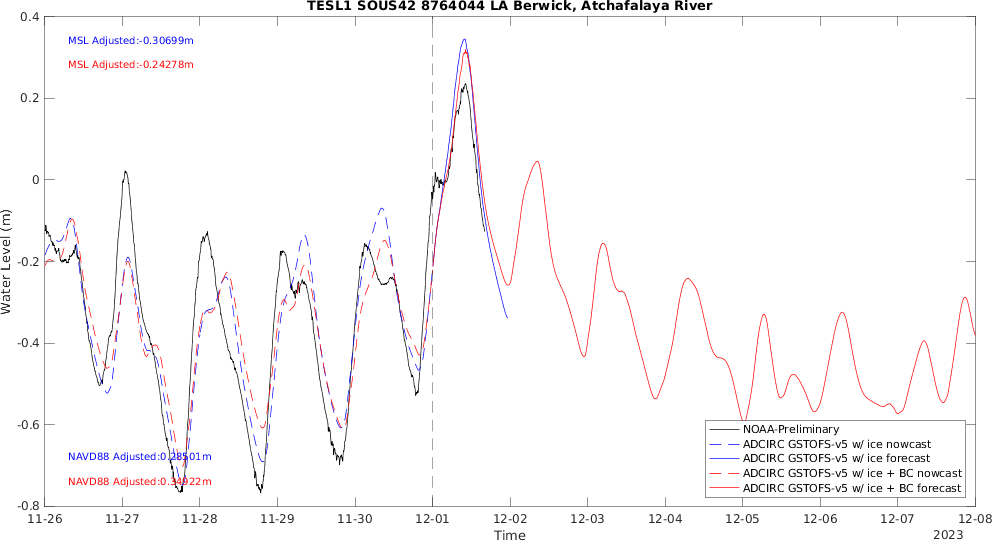 TESL1 SOUS42 8764044 LA Berwick, Atchafalaya River
MSL Adjusted:-0.30699m
MSL Adjusted:-0.24278m
NAVD88 Adjusted:0.28501m
NAVD88 Adjusted:0.34922m
Water Level (m)
0.4
0.2
0
-0.2
-0.4
-0.6
-0.8
NOAA-Preliminary
ADCIRC GSTOFS-v5 w/ ice nowcast
ADCIRC GSTOFS-v5 w/ ice forecast
ADCIRC GSTOFS-v5 w/ ice + BC nowcast
ADCIRC GSTOFS-v5 w/ ice + BC forecast
11-26 11-27 11-28 11-29 11-30 12-01 12-02 12-03 12-04 12-05 12-06 12-07 12-08
Time
2023